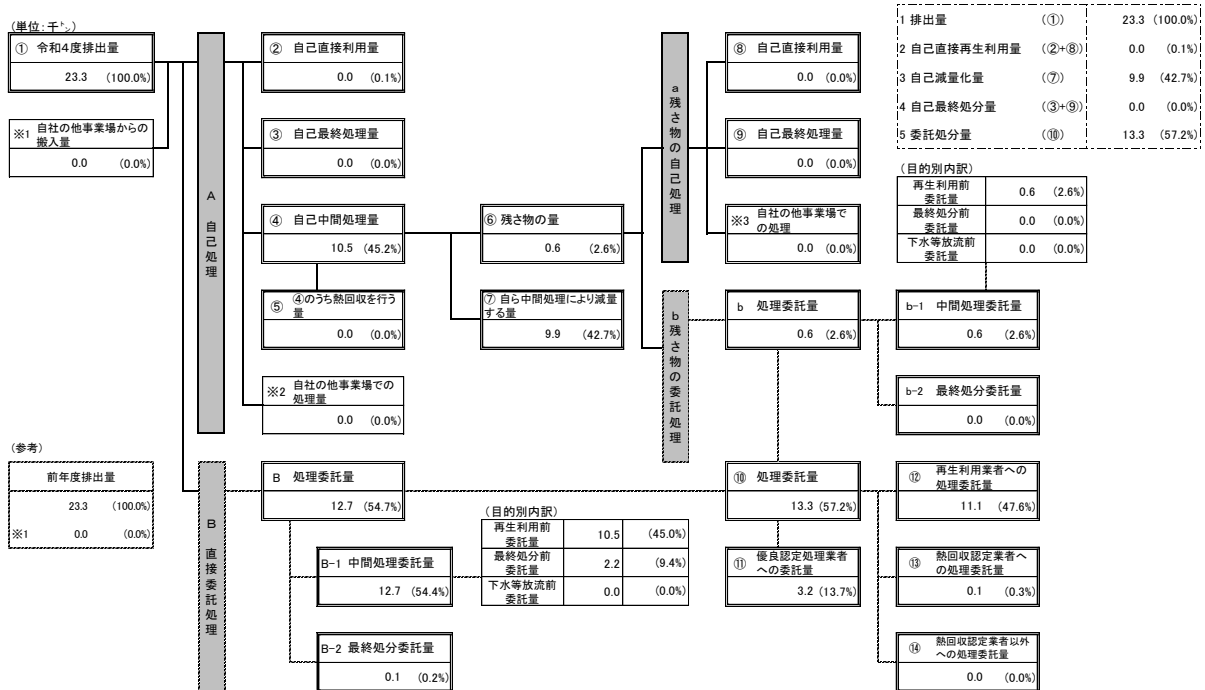 (単位:千㌧)
① 令和4度排出量
23.3 (100.0%)
※1 自社の他事業場からの
搬入量
0.0 (0.0%)
A 自己処理
② 自己直接利用量
0.0 (0.1%)
③ 自己最終処理量
0.0 (0.0%)
④ 自己中間処理量
10.5 (45.2%)
⑤ ④のうち熱回収を行う
量
0.0 (0.0%)
※2 自社の他事業場での
処理量
0.0 (0.0%)
⑥ 残さ物の量
0.6 (2.6%)
⑦ 自ら中間処理により減量
する量
9.9 (42.7%)
a 残さ物の自己処理
⑧ 自己直接利用量
0.0 (0.0%)
⑨ 自己最終処理量
0.0 (0.0%)
※3 自社の他事業場で
の処理
0.0 (0.0%)
b 残さ物の委託処理
b 処理委託量
0.6 (2.6%)
b-1 中間処理委託量
0.6 (2.6%)
b-2 最終処分委託量
0.0 (0.0%)
1 排出量 (①) 23.3 (100.0%)
2 自己直接再生利用量 (②+⑧) 0.0 (0.1%)
3 自己減量化量 (⑦) 9.9 (42.7%)
4 自己最終処分量 (③+⑨) 0.0 (0.0%)
5 委託処分量 (⑩) 13.3 (57.2%)
(目的別内訳)
再生利用前
委託量 0.6 (2.6%)
最終処分前
委託量 0.0 (0.0%)
下水等放流前
委託量 0.0 (0.0%)
(参考)
前年度排出量
23.3 (100.0%)
※1 0.0 (0.0%)
B 直接委託処理
B 処理委託量
12.7 (54.7%)
B-1 中間処理委託量
12.7 (54.4%)
B-2 最終処分委託量
0.1 (0.2%)
(目的別内訳)
再生利用前
委託量 10.5 (45.0%)
最終処分前
委託量 2.2 (9.4%)
下水等放流前
委託量 0.0 (0.0%)
⑩ 処理委託量
13.3 (57.2%)
⑪ 優良認定処理業者
への委託量
3.2 (13.7%)
⑫ 再生利用業者への
処理委託量
11.1 (47.6%)
⑬ 熱回収認定業者へ
の処理委託量
0.1 (0.3%)
⑭ 熱回収認定業者以外
への処理委託量
0.0 (0.0%)